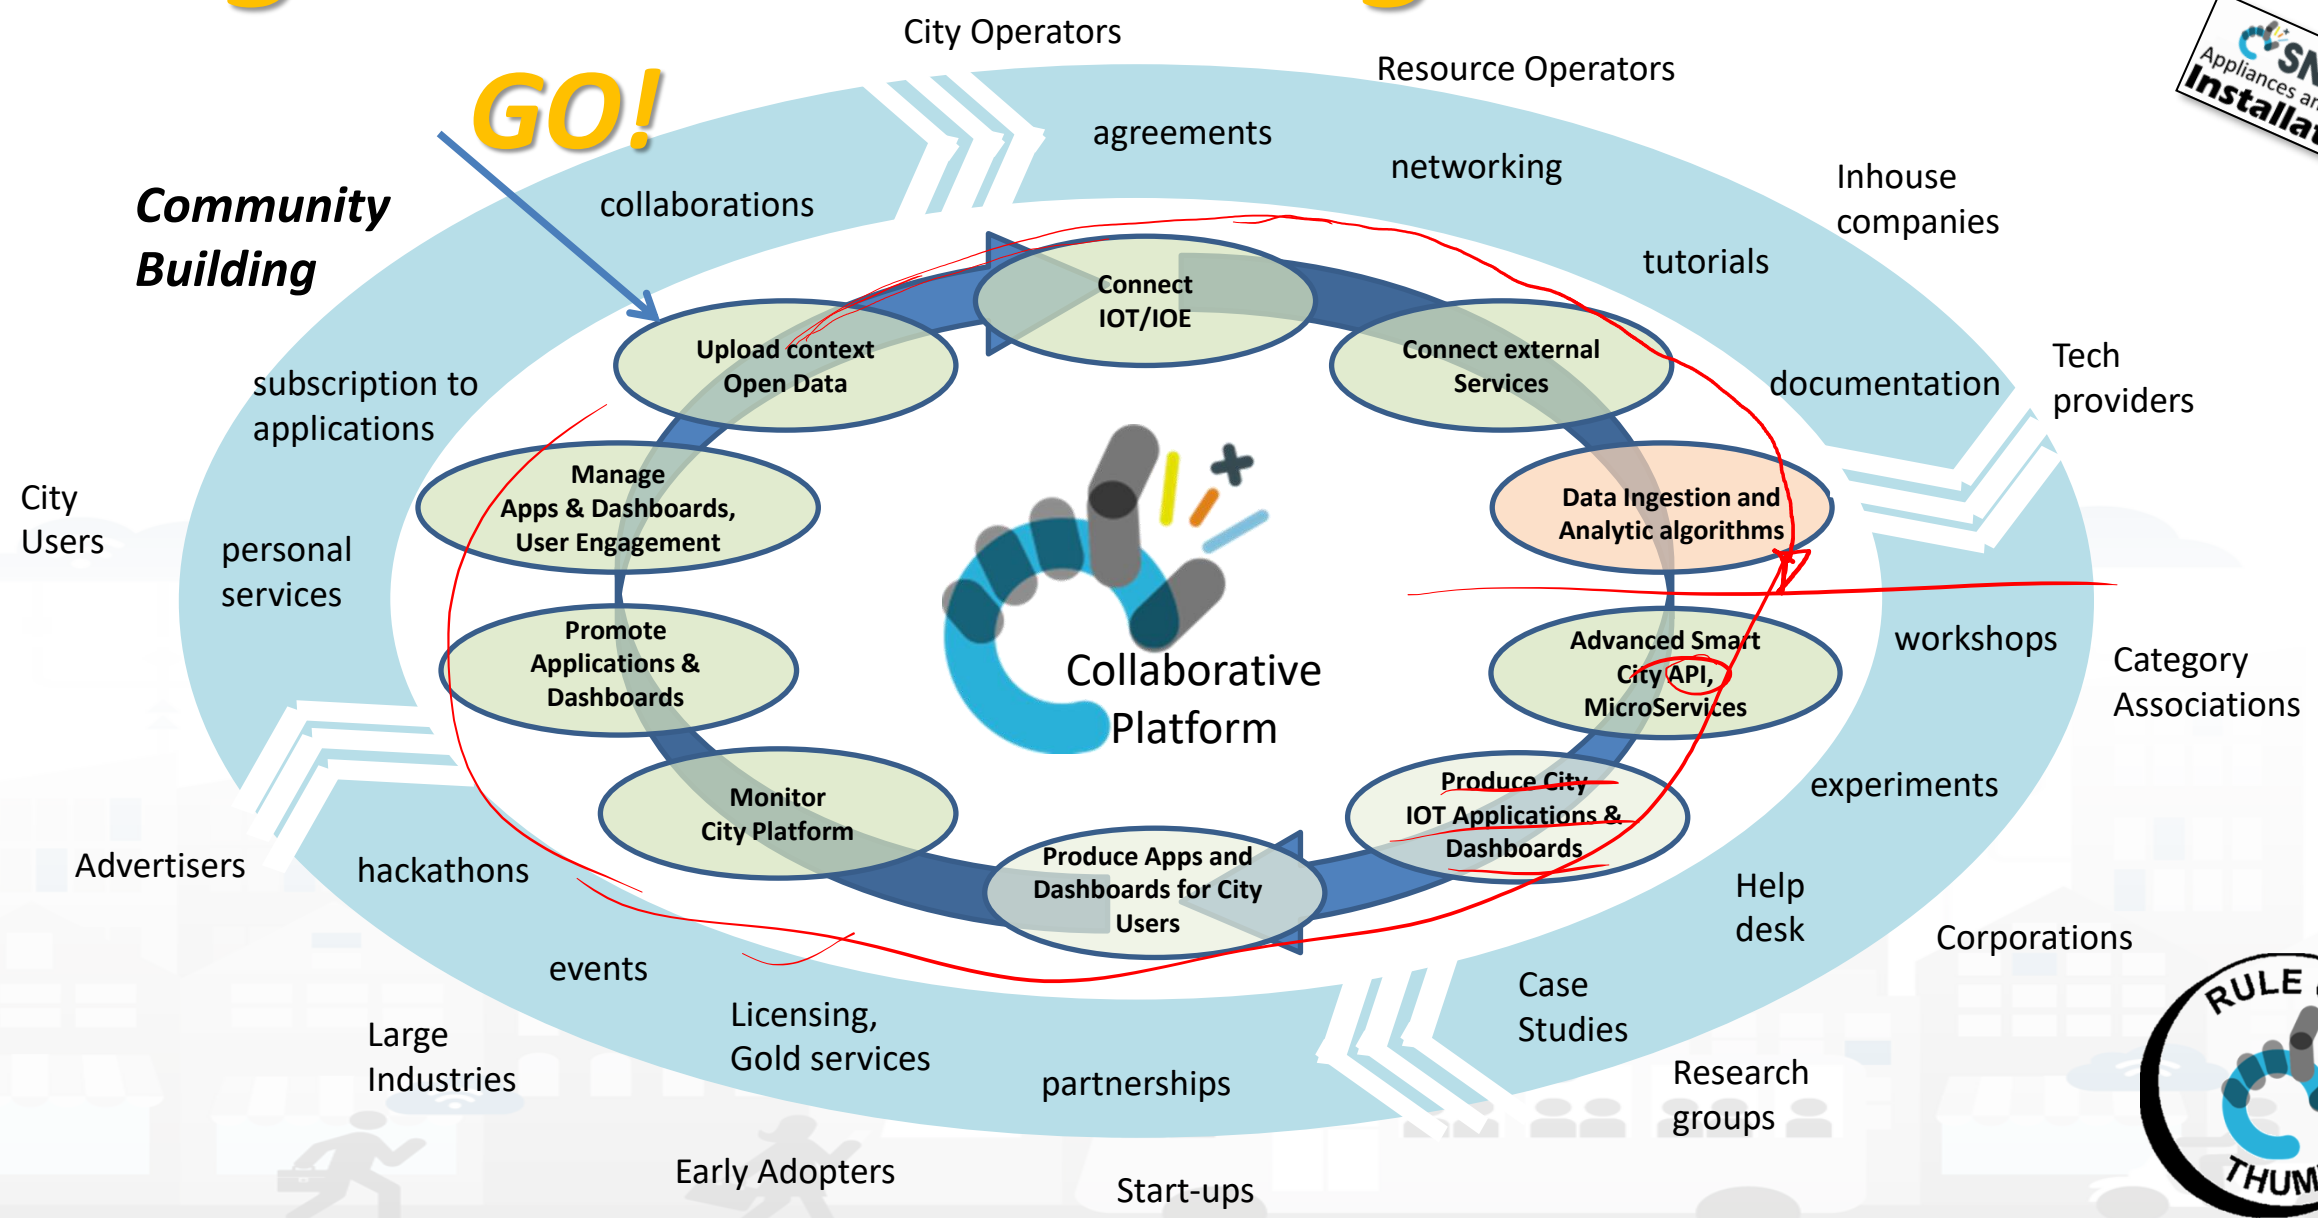 City Operators
Resource Operators
GO!
agreements
networking
Inhouse
companies
Community
Building
collaborations
tutorials
Connect
IOT/IOE
Upload context
Open Data
Connect external
Services
Tech
providers
documentation
subscription to
applications
Manage
Apps & Dashboards,
User Engagement
Data Ingestion and
Analytic algorithms
City
Users
personal
services
Promote
Applications &
Dashboards
Collaborative
Platform
Advanced Smart
City API,
MicroServices
workshops
Category
Associations
Monitor
City Platform
Produce City
IOT Applications &
Dashboards
experiments
Produce Apps and
Dashboards for City
Users
Advertisers
hackathons
Help
desk
Corporations
events
Case
Studies
Licensing,
Gold services
Large
Industries
partnerships
Research
groups
Early Adopters
Start-ups
Appliances
RULE